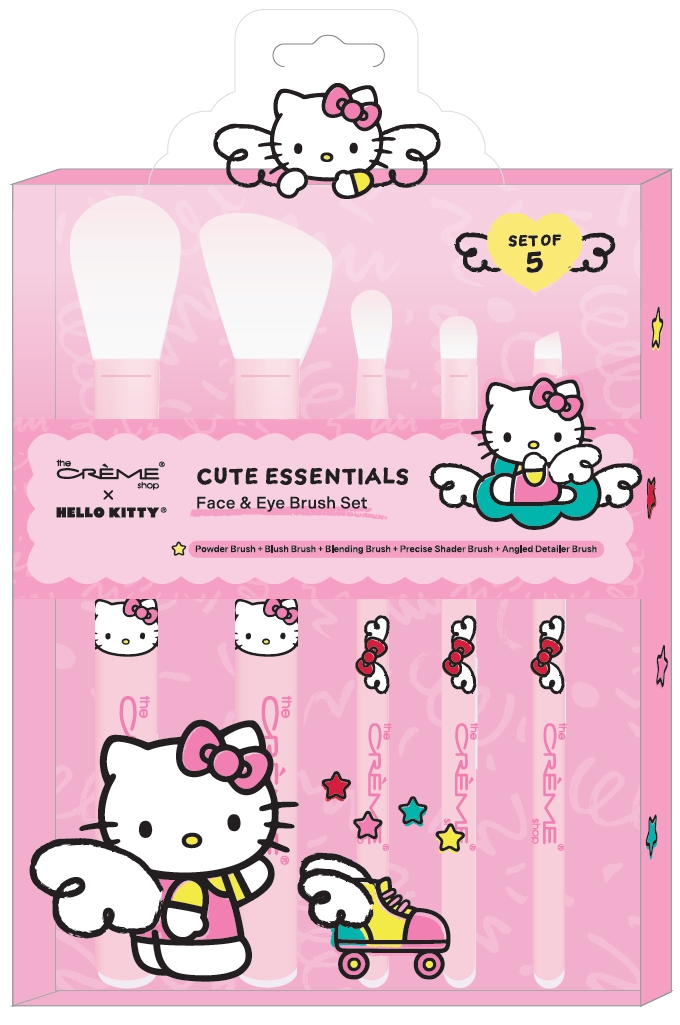 SET OF
5
the
CRÈME®
shop
×
HELLO KITTY®
CUTE ESSENTIALS
Face & Eye Brush Set
Powder Brush + Blush Brush + Blending Brush + Precise Shader Brush + Angled Detailer Brush
the
CRÈME
the
CRÈME
®
the
CRÈME
the
CRÈME
shop
®
the
CRÈME
shop
®